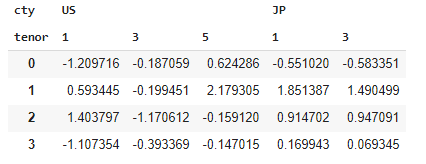 cty US JP
tenor 1 3 5 1 3
0 -1.209716 -0.187059 0.624286 -0.551020 -0.583351
1 0.593445 -0.199451 2.179305 1.851387 1.490499
2 1.403797 -1.170612 -0.159120 0.914702 0.947091
3 -1.107354 -0.393369 -0.147015 0.169943 0.069345